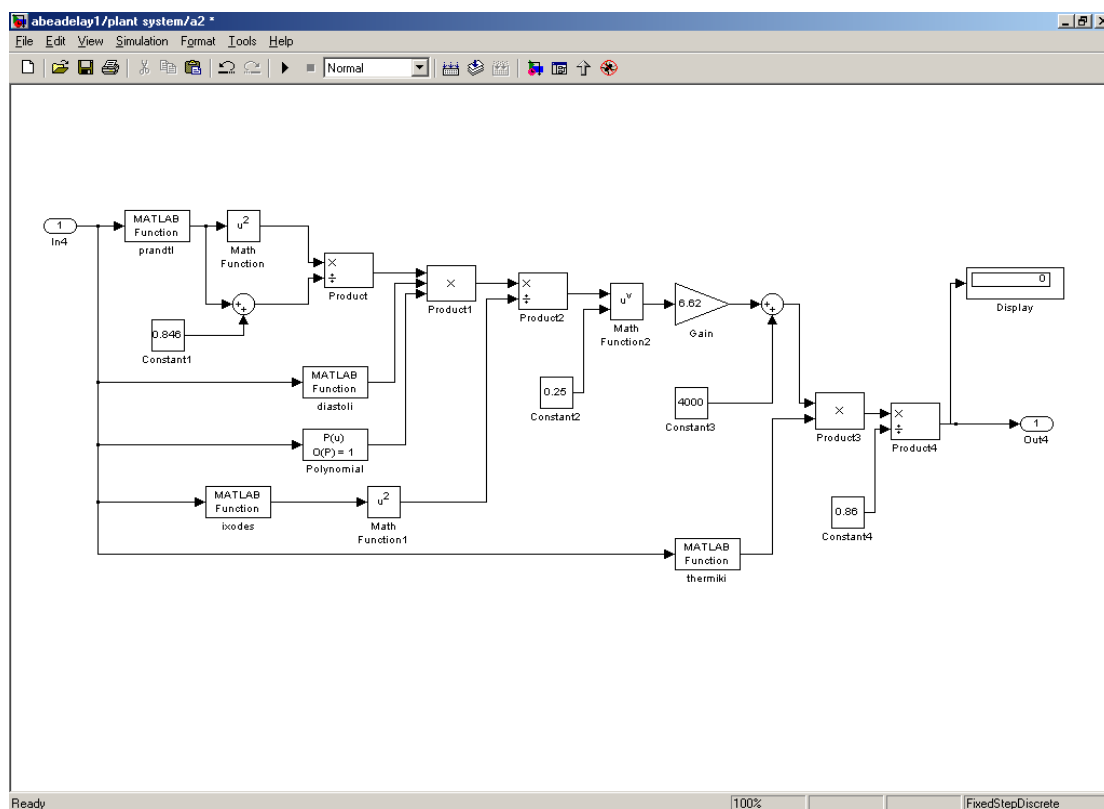 abeadelay1/plant system/a2 *
File Edit View Simulation Format Tools Help
Normal
1
In4
MATLAB
Function
prandtl
u2
Math
Function
×
÷
Product
++
0.846
Constant1
×
Product1
×
÷
Product2
uv
Math
Function2
6.62
Gain
++
0
Display
MATLAB
Function
diastoli
0.25
Constant2
4000
Constant3
×
Product3
×
÷
Product4
1
Out4
P(u)
O(P) = 1
Polynomial
MATLAB
Function
ixodes
u2
Math
Function1
0.86
Constant4
MATLAB
Function
thermiki
Ready
100%
FixedStepDiscrete